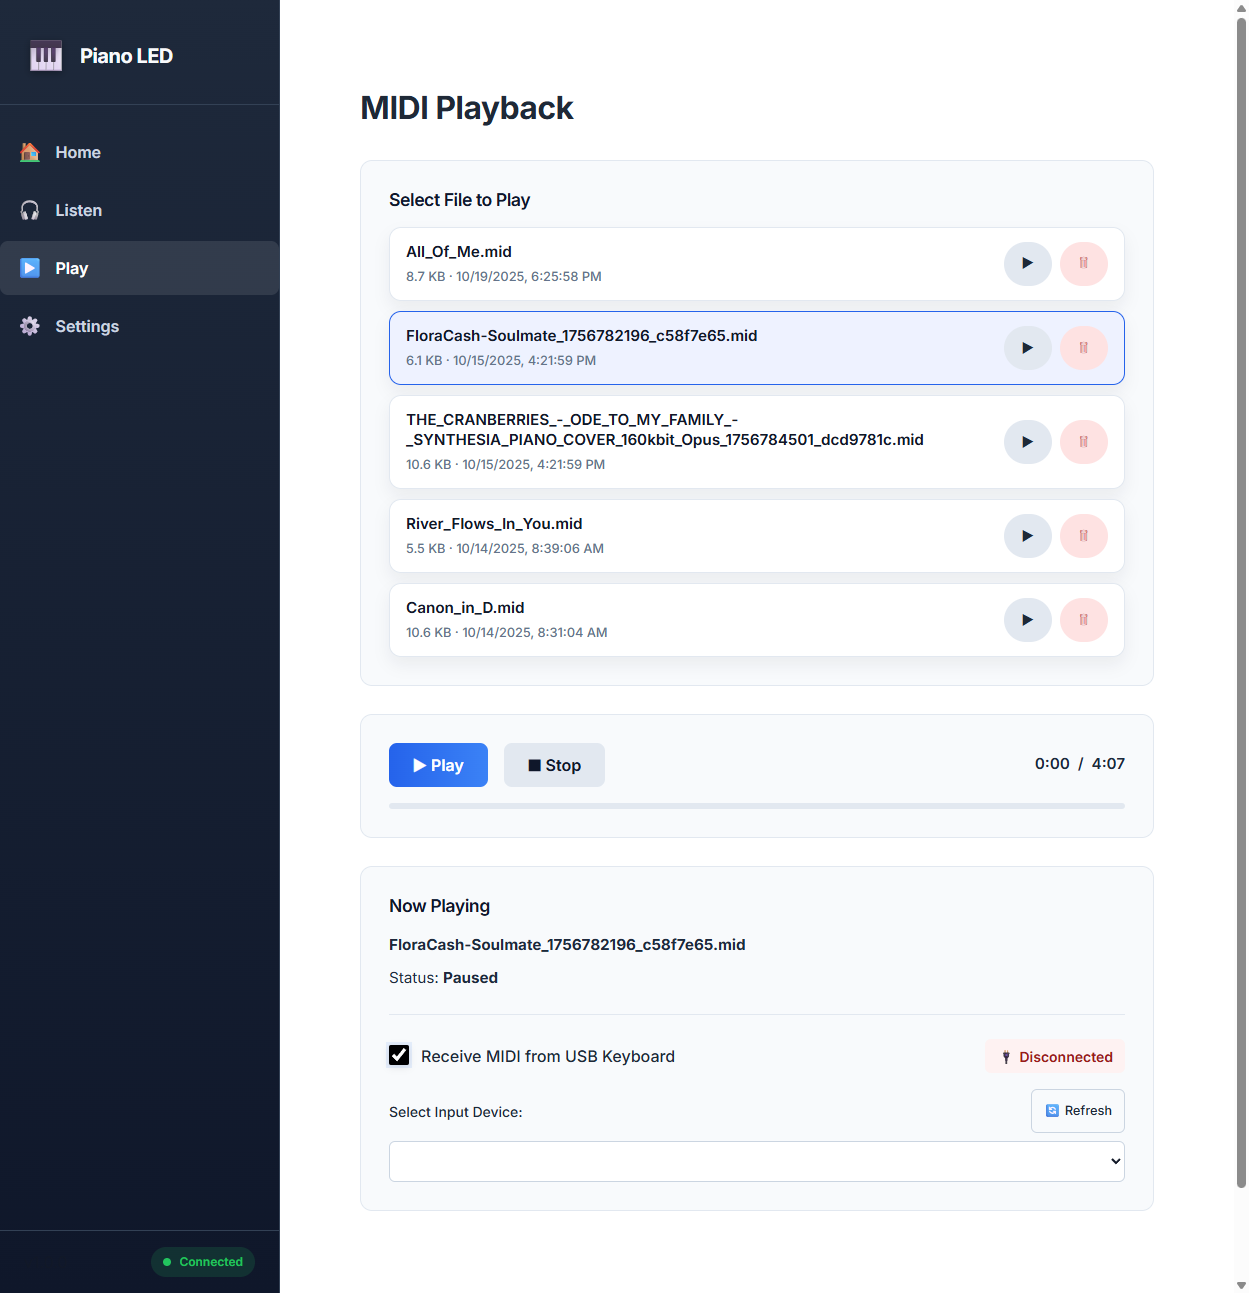 Piano LED
Home
Listen
Play
Settings
Connected
MIDI Playback
Select File to Play
All_Of_Me.mid
8.7 KB · 10/19/2025, 6:25:58 PM
FloraCash-Soulmate_1756782196_c58f7e65.mid
6.1 KB · 10/15/2025, 4:21:59 PM
THE_CRANBERRIES_-_ODE_TO_MY_FAMILY_-
_SYNTHESIA_PIANO_COVER_160kbit_Opus_1756784501_dcd9781c.mid
10.6 KB · 10/15/2025, 4:21:59 PM
River_Flows_In_You.mid
5.5 KB · 10/14/2025, 8:39:06 AM
Canon_in_D.mid
10.6 KB · 10/14/2025, 8:31:04 AM
Play Stop 0:00 / 4:07
Now Playing
FloraCash-Soulmate_1756782196_c58f7e65.mid
Status: Paused
Receive MIDI from USB Keyboard Disconnected
Select Input Device: Refresh